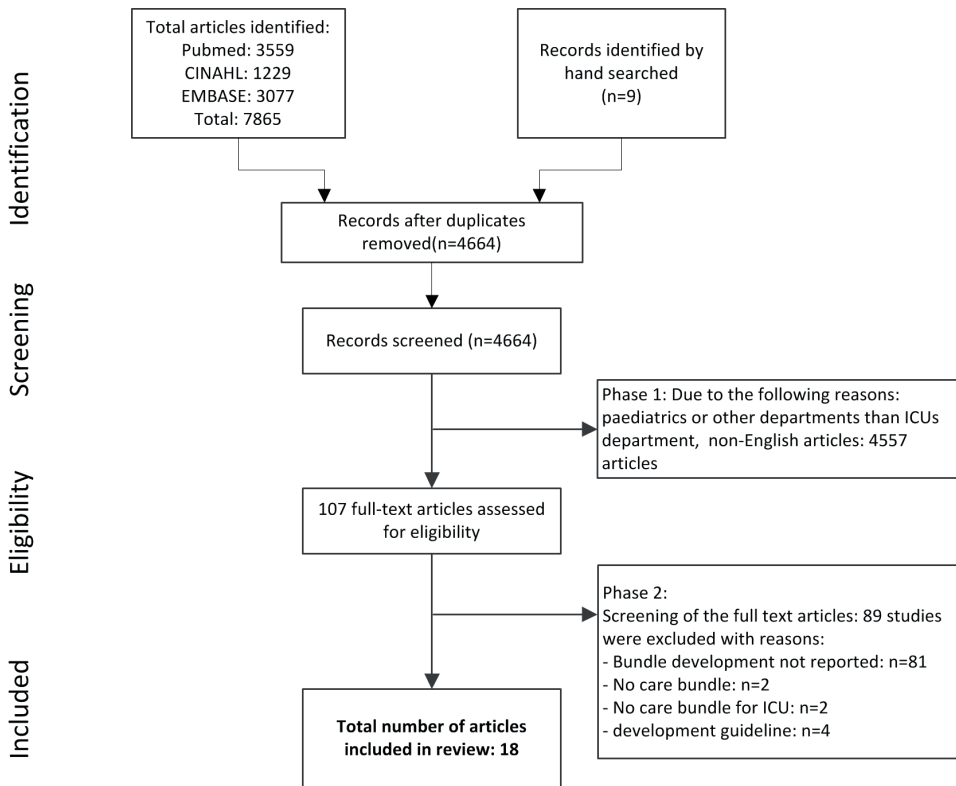 Identification
Total articles identified:
Pubmed: 3559
CINAHL: 1229
EMBASE: 3077
Total: 7865
Records identified by
hand searched
(n=9)
Records after duplicates
removed(n=4664)
Screening
Records screened (n=4664)
Phase 1: Due to the following reasons:
paediatrics or other departments than ICUs
department, non-English articles: 4557
articles
Eligibility
107 full-text articles assessed
for eligibility
Phase 2:
Screening of the full text articles: 89 studies
were excluded with reasons:
- Bundle development not reported: n=81
- No care bundle: n=2
- No care bundle for ICU: n=2
- development guideline: n=4
Included
Total number of articles
included in review: 18